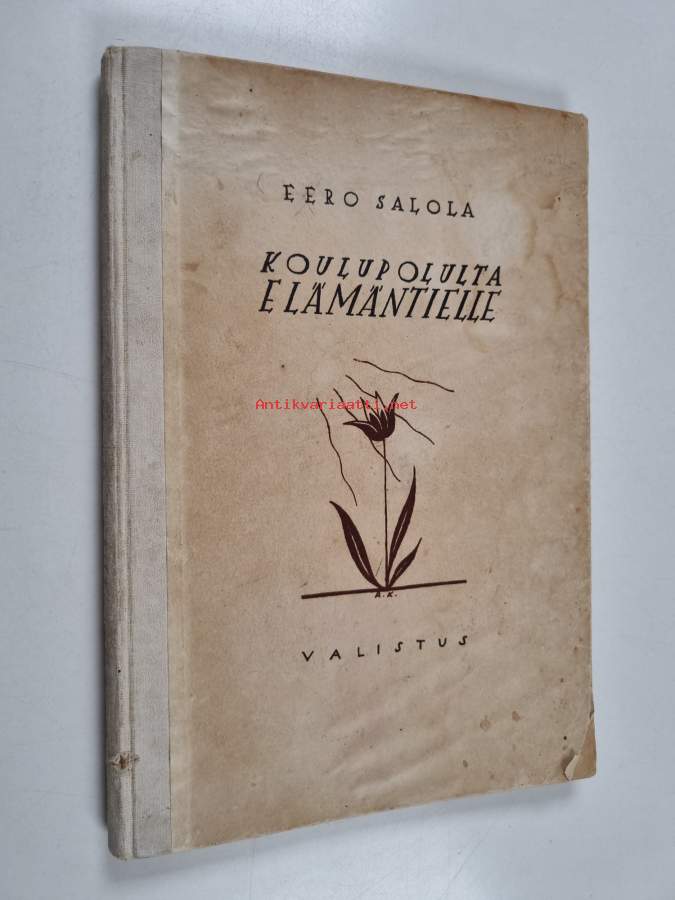 EERO SALOLA
KOULUPOLULTA
ELÄMÄNTIELLE
Antikvariaatti.net
A.K.
VALISTUS